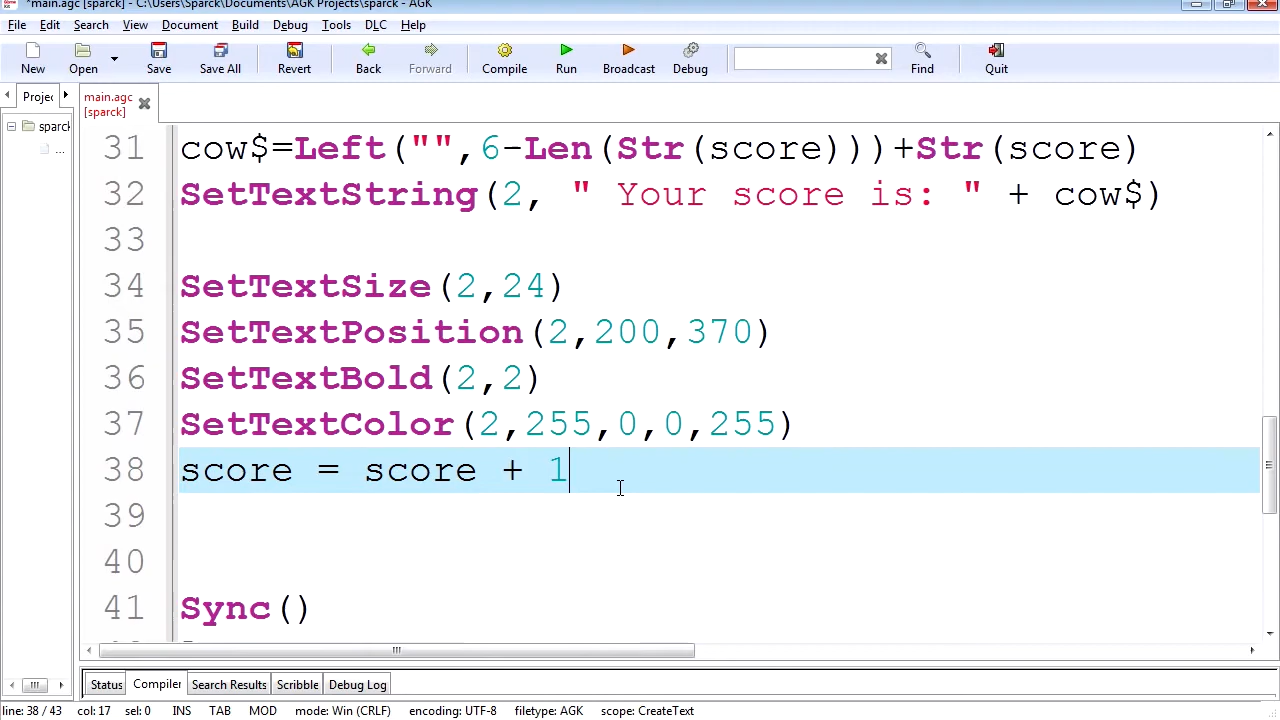 *main.agc [sparck] - C:\Users\Sparck\Documents\AGK Projects\sparck - AGK
File Edit Search View Document Build Debug Tools DLC Help
New Open Save Save All Revert Back Forward Compile Run Broadcast Debug Find Quit
Projec
main.agc
[sparck]
sparck
...
31 cow$=Left("",6-Len(Str(score)))+Str(score)
32 SetTextString(2, " Your score is: " + cow$)
33
34 SetTextSize(2,24)
35 SetTextPosition(2,200,370)
36 SetTextBold(2,2)
37 SetTextColor(2,255,0,0,255)
38 score = score + 1
39
40
41 Sync()
Status Compiler Search Results Scribble Debug Log
line: 38 / 43 col: 17 sel: 0 INS TAB MOD mode: Win (CRLF) encoding: UTF-8 filetype: AGK scope: CreateText